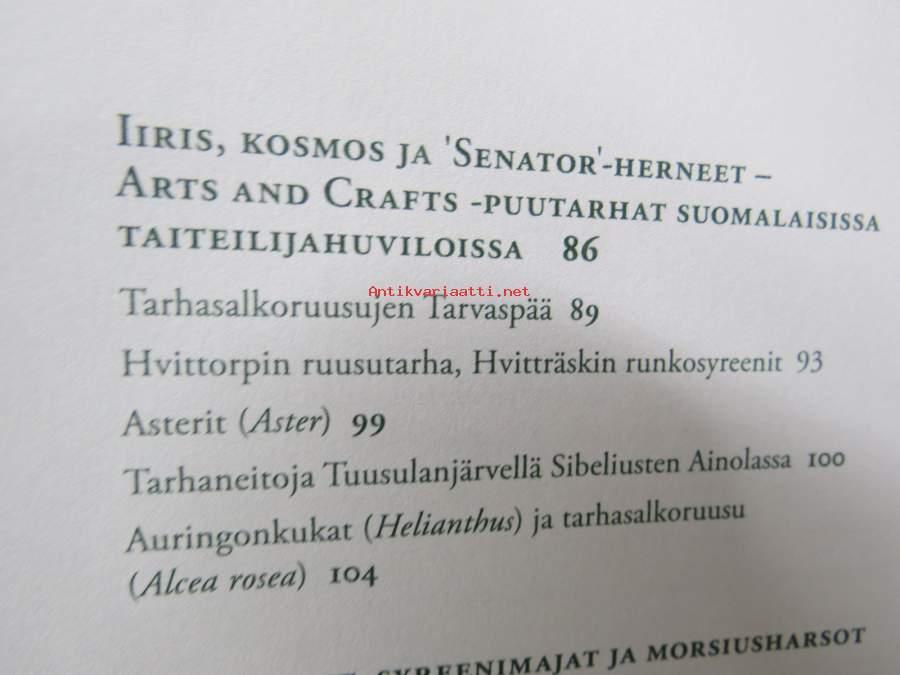 Iiris, kosmos ja 'Senator'-herneet –
Arts and Crafts -puutarhat suomalaisissa
taiteilijahuviloissa 86
Antikvariaatti.net
Tarhasalkoruusujen Tarvaspää 89
Hvittorpin ruusutarha, Hvitträskin runkosyreenit 93
Asterit (Aster) 99
Tarhaneitoja Tuusulanjärvellä Sibeliusten Ainolassa 100
Auringonkukat (Helianthus) ja tarhasalkoruusu
(Alcea rosea) 104
syreenimajat ja morsiusharsot